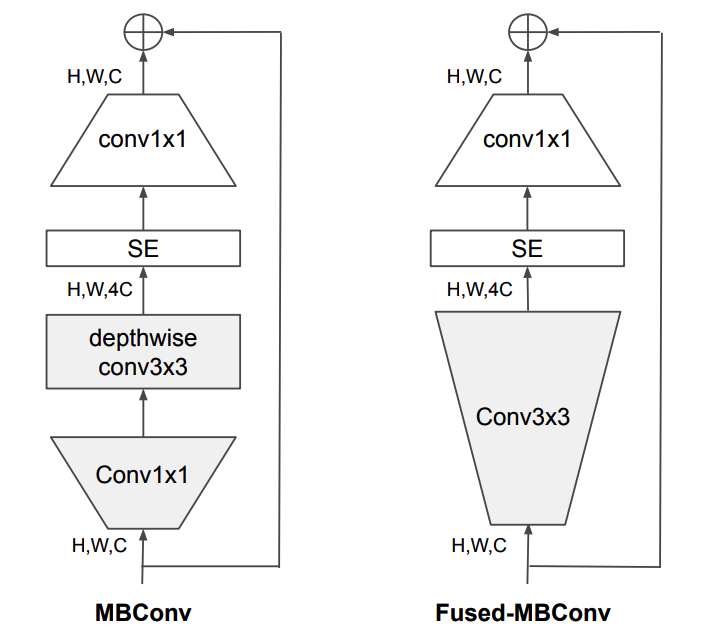 H,W,C
conv1x1
SE
H,W,4C
depthwise
conv3x3
Conv1x1
H,W,C
MBConv
H,W,C
conv1x1
SE
H,W,4C
Conv3x3
H,W,C
Fused-MBConv